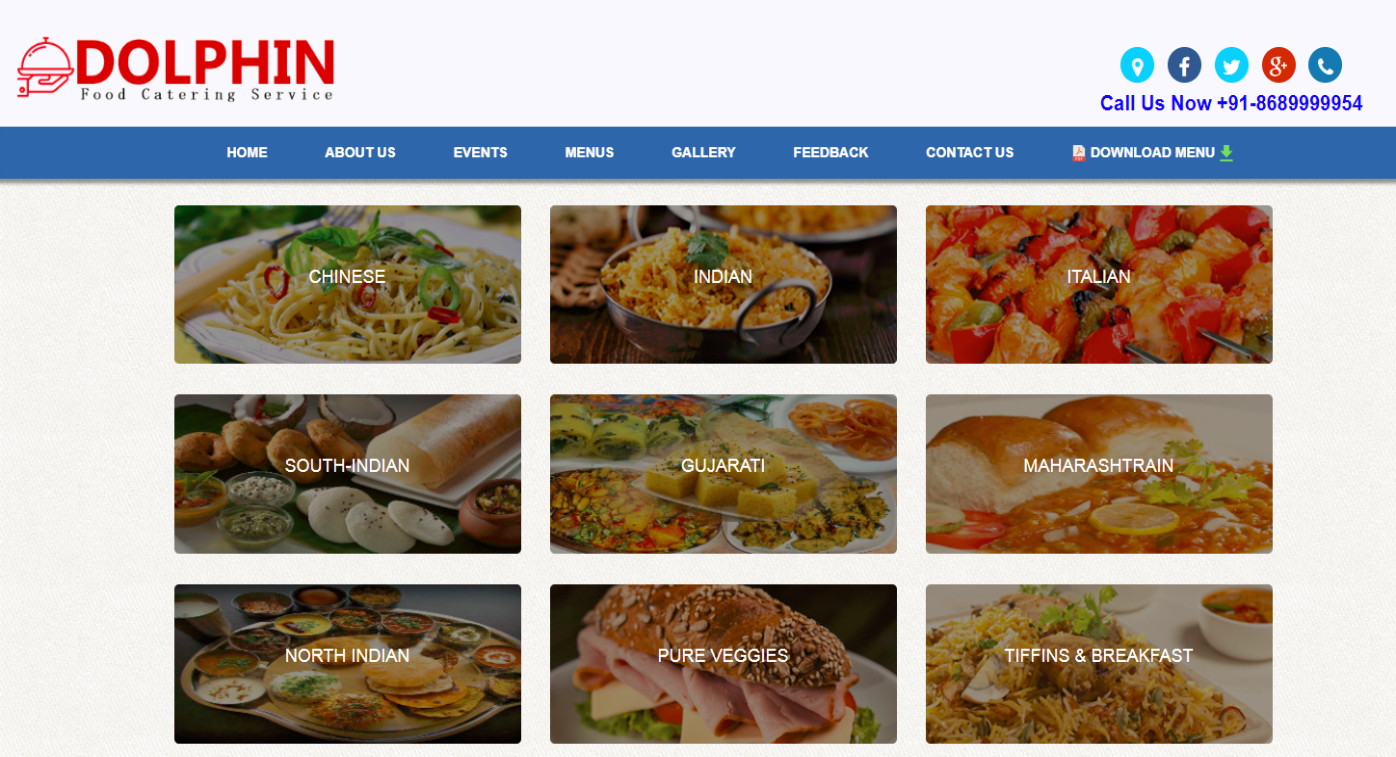 DOLPHIN
Food Catering Service
Call Us Now +91-8689999954
HOME ABOUT US EVENTS MENUS GALLERY FEEDBACK CONTACT US DOWNLOAD MENU
CHINESE INDIAN ITALIAN
SOUTH-INDIAN GUJARATI MAHARASHTRAIN
NORTH INDIAN PURE VEGGIES TIFFINS & BREAKFAST